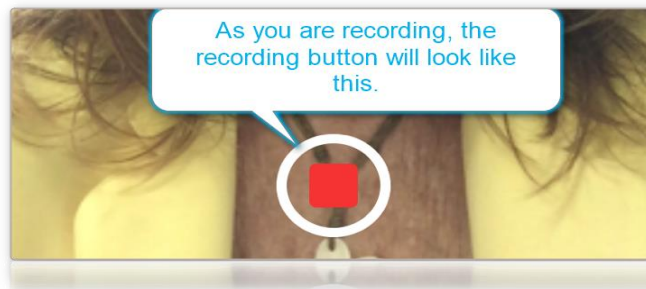 As you are recording, the
recording button will look like
this.